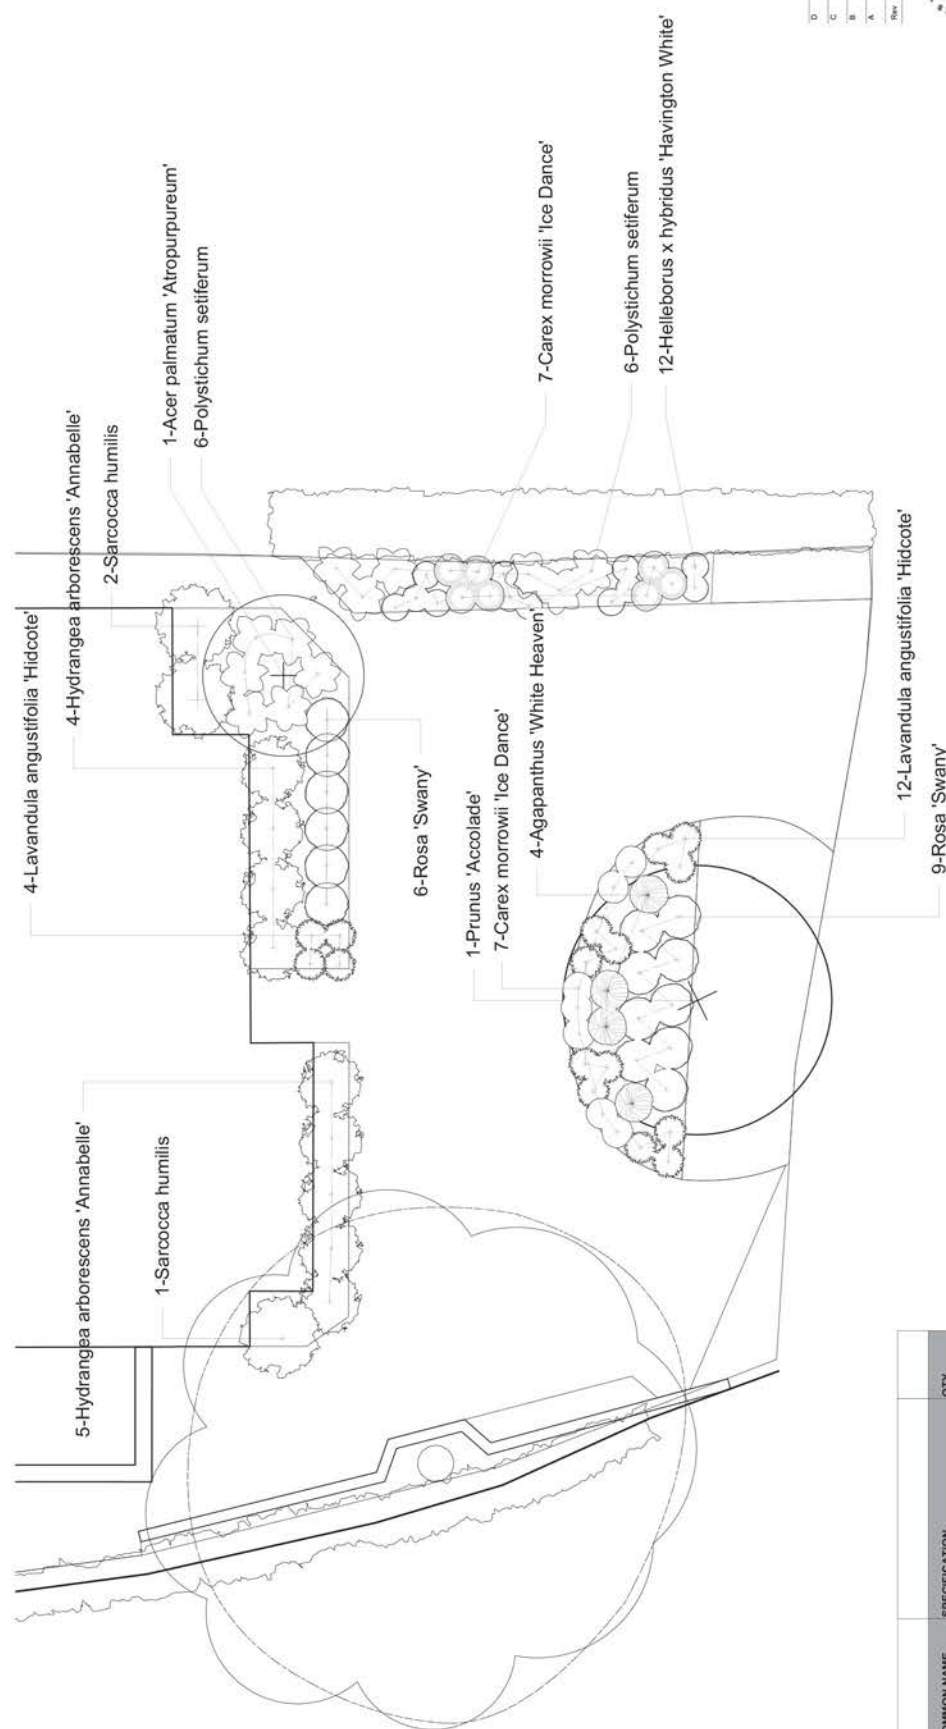 4-Lavandula angustifolia 'Hidcote'
4-Hydrangea arborescens 'Annabelle'
2-Sarcocca humilis
1-Acer palmatum 'Atropurpureum'
6-Polystichum setiferum
5-Hydrangea arborescens 'Annabelle'
1-Sarcocca humilis
6-Rosa 'Swany'
7-Carex morrowii 'Ice Dance'
6-Polystichum setiferum
12-Helleborus x hybridus 'Havington White'
1-Prunus 'Accolade'
7-Carex morrowii 'Ice Dance'
4-Agapanthus 'White Heaven'
12-Lavandula angustifolia 'Hidcote'
9-Rosa 'Swany'
D
C
B
A
Rev
SPECIFICATION
QTY